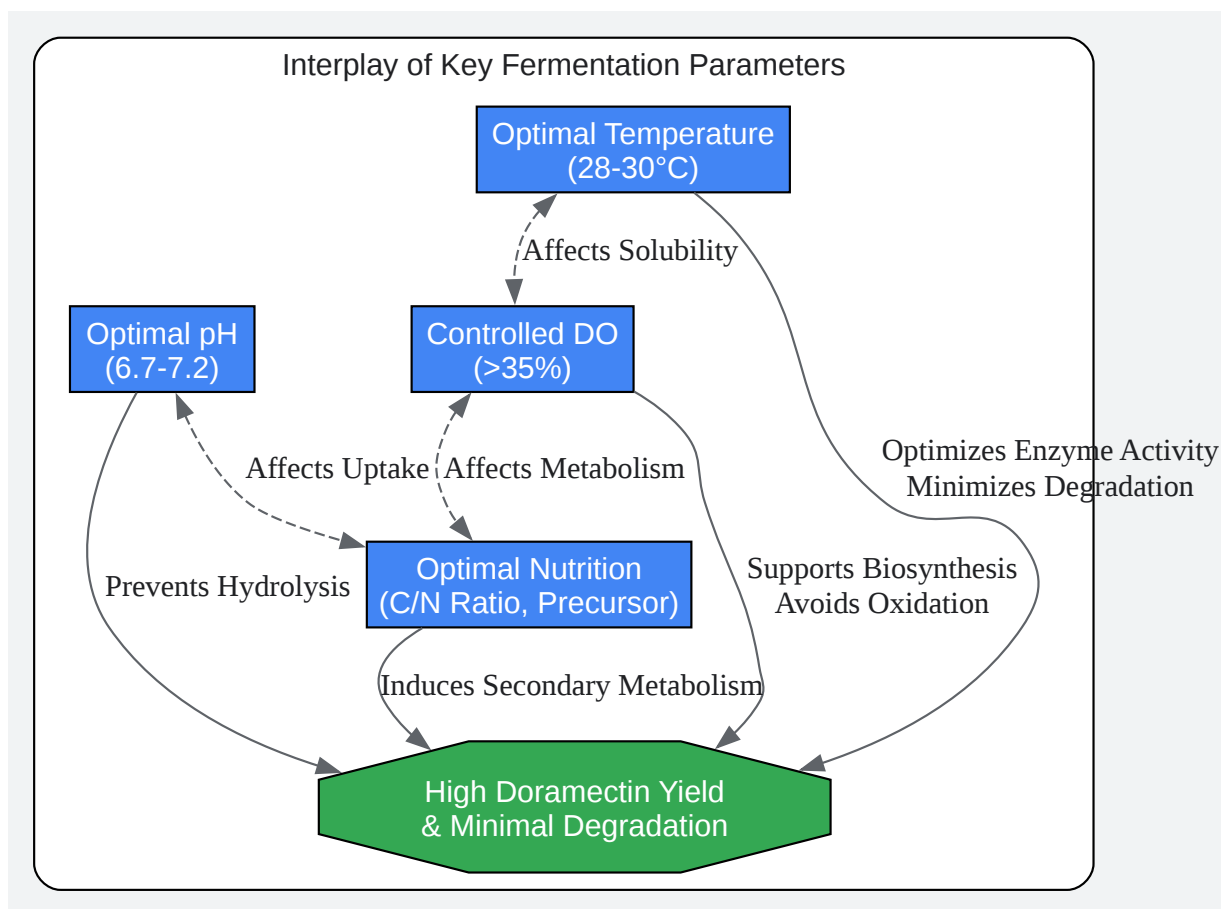 Interplay of Key Fermentation Parameters
Optimal Temperature
(28-30°C)
Affects Solubility
Optimal pH
(6.7-7.2)
Controlled DO
(>35%)
Optimizes Enzyme Activity
Minimizes Degradation
Affects Uptake
Affects Metabolism
Optimal Nutrition
(C/N Ratio, Precursor)
Prevents Hydrolysis
Supports Biosynthesis
Avoids Oxidation
Induces Secondary Metabolism
High Doramectin Yield
& Minimal Degradation